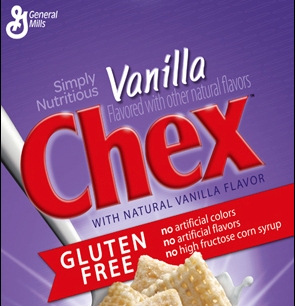 General
Mills
Simply
Nutritious
Vanilla
Flavored with other natural flavors
Chex™
WITH NATURAL VANILLA FLAVOR
GLUTEN
FREE
no artificial colors
no artificial flavors
no high fructose corn syrup